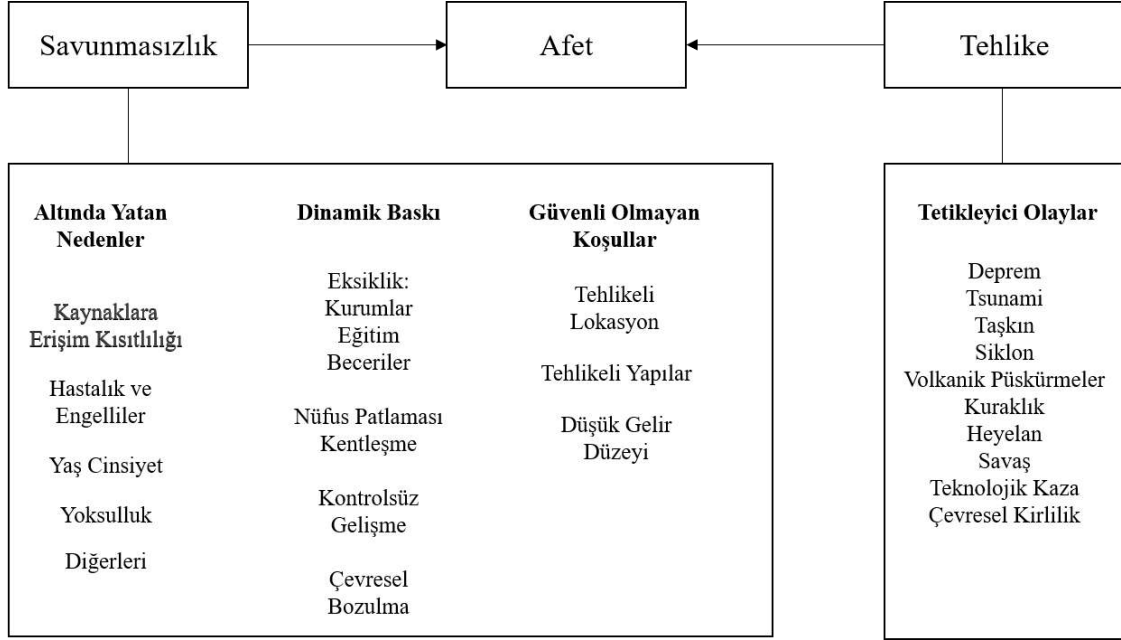 Savunmasızlık
Afet
Tehlike
Altında Yatan
Nedenler
Kaynaklara
Erişim Kısıtlılığı
Hastalık ve
Engelliler
Yaş Cinsiyet
Yoksulluk
Diğerleri
Dinamik Baskı
Eksiklik:
Kurumlar
Eğitim
Beceriler
Nüfus Patlaması
Kentleşme
Kontrolsüz
Gelişme
Çevresel
Bozulma
Güvenli Olmayan
Koşullar
Tehlikeli
Lokasyon
Tehlikeli Yapılar
Düşük Gelir
Düzeyi
Tetikleyici Olaylar
Deprem
Tsunami
Taşkın
Siklon
Volkanik Püskürmeler
Kuraklık
Heyelan
Savaş
Teknolojik Kaza
Çevresel Kirlilik